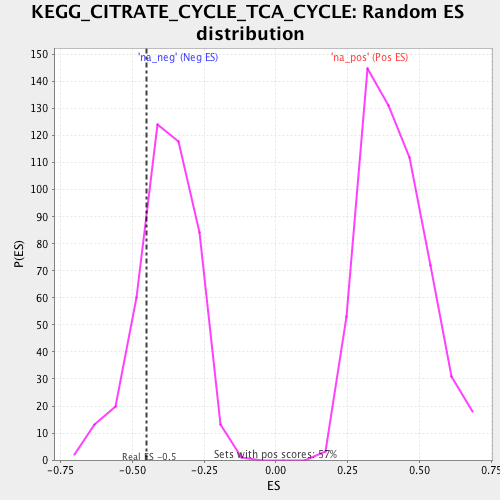 KEGG_CITRATE_CYCLE_TCA_CYCLE: Random ES
distribution
'na_neg' (Neg ES)
'na_pos' (Pos ES)
150
140
130
120
110
100
90
80
70
60
50
40
30
20
10
0
P(ES)
Real ES -0.5
Sets with pos scores: 57%
-0.75
-0.50
-0.25
0.00
0.25
0.50
0.75
ES